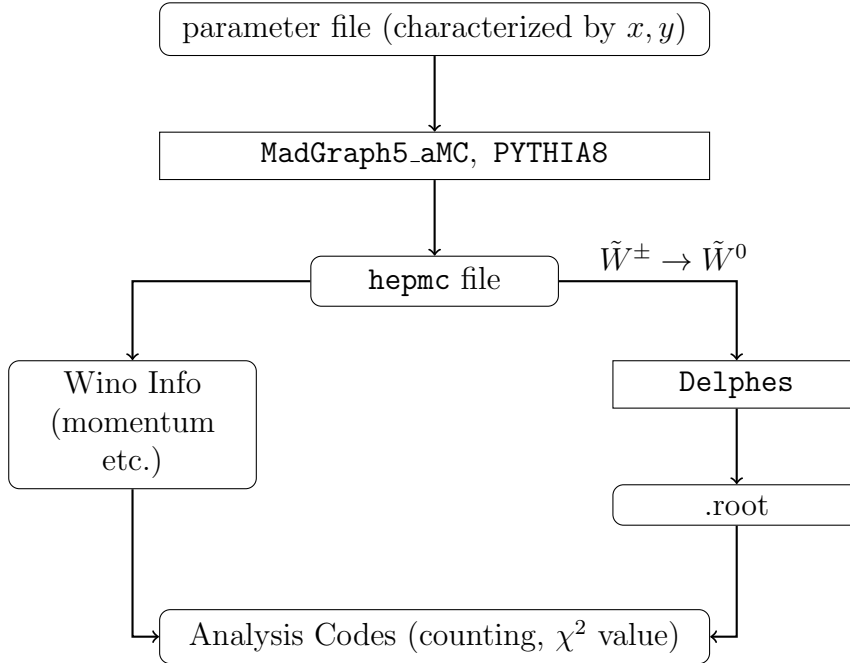 parameter file (characterized by x, y)
MadGraph5_aMC, PYTHIA8
hepmc file
W̃± → W̃⁰
Wino Info
(momentum
etc.)
Delphes
.root
Analysis Codes (counting, χ² value)